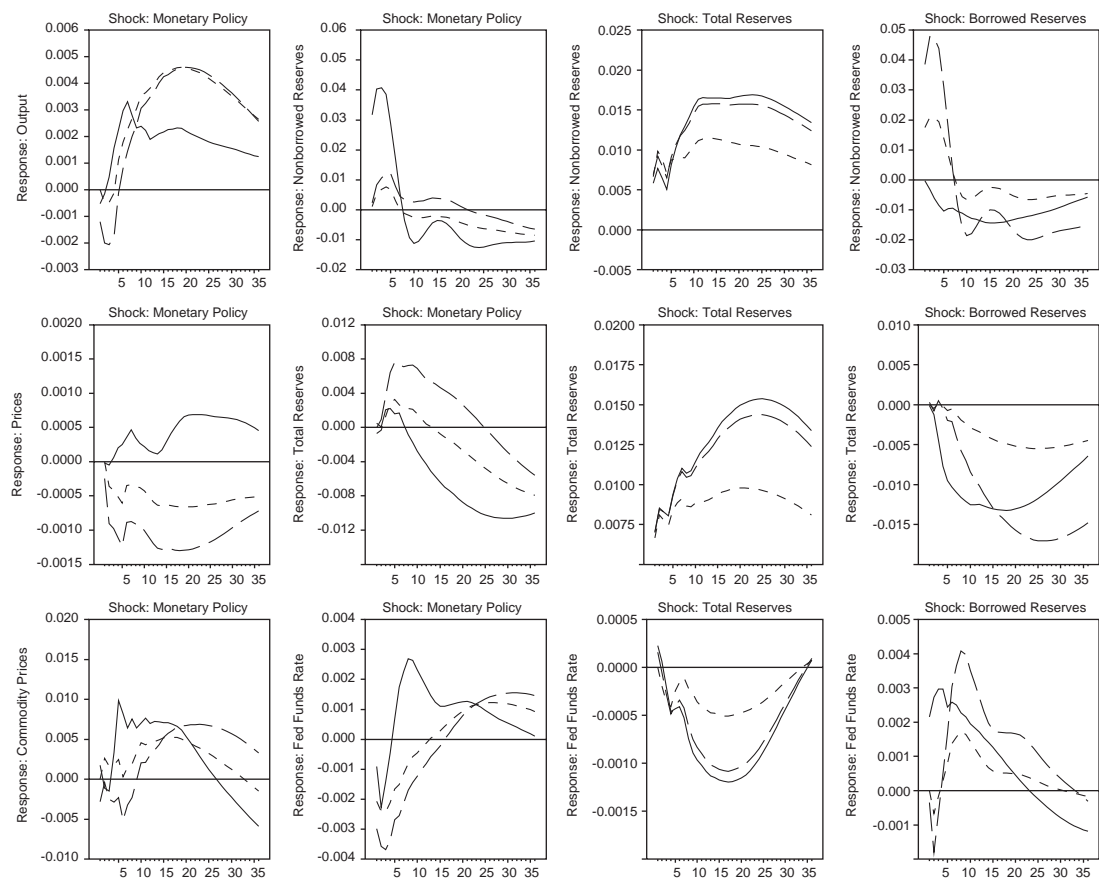 Shock: Monetary Policy
Response: Output
0.006
0.005
0.004
0.003
0.002
0.001
0.000
-0.001
-0.002
-0.003
5 10 15 20 25 30 35
Shock: Monetary Policy
Response: Nonborrowed Reserves
0.06
0.05
0.04
0.03
0.02
0.01
0.00
-0.01
-0.02
5 10 15 20 25 30 35
Shock: Total Reserves
Response: Nonborrowed Reserves
0.025
0.020
0.015
0.010
0.005
0.000
-0.005
5 10 15 20 25 30 35
Shock: Borrowed Reserves
Response: Nonborrowed Reserves
0.05
0.04
0.03
0.02
0.01
0.00
-0.01
-0.02
-0.03
5 10 15 20 25 30 35
Shock: Monetary Policy
Response: Prices
0.0020
0.0015
0.0010
0.0005
0.0000
-0.0005
-0.0010
-0.0015
5 10 15 20 25 30 35
Shock: Monetary Policy
Response: Total Reserves
0.012
0.008
0.004
0.000
-0.004
-0.008
-0.012
5 10 15 20 25 30 35
Shock: Total Reserves
Response: Total Reserves
0.0200
0.0175
0.0150
0.0125
0.0100
0.0075
5 10 15 20 25 30 35
Shock: Borrowed Reserves
Response: Total Reserves
0.010
0.005
0.000
-0.005
-0.010
-0.015
5 10 15 20 25 30 35
Shock: Monetary Policy
Response: Commodity Prices
0.020
0.015
0.010
0.005
0.000
-0.005
-0.010
5 10 15 20 25 30 35
Shock: Monetary Policy
Response: Fed Funds Rate
0.004
0.003
0.002
0.001
0.000
-0.001
-0.002
-0.003
-0.004
5 10 15 20 25 30 35
Shock: Total Reserves
Response: Fed Funds Rate
0.0005
0.0000
-0.0005
-0.0010
-0.0015
5 10 15 20 25 30 35
Shock: Borrowed Reserves
Response: Fed Funds Rate
0.005
0.004
0.003
0.002
0.001
0.000
-0.001
5 10 15 20 25 30 35